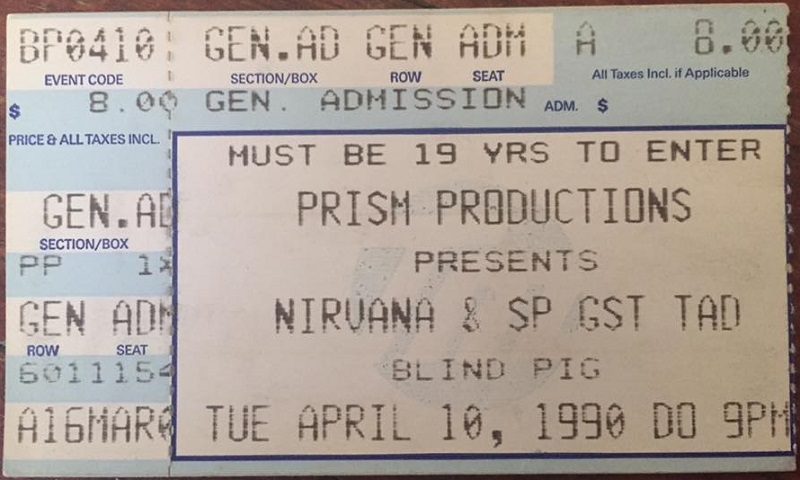 BP0410 GEN.AD GEN ADM A 8.00
EVENT CODE SECTION/BOX ROW SEAT All Taxes Incl. if Applicable
$ 8.00 GEN. ADMISSION ADM. $
PRICE & ALL TAXES INCL.
MUST BE 19 YRS TO ENTER
GEN.AD PRISM PRODUCTIONS
SECTION/BOX
PP 1X PRESENTS
GEN ADM NIRVANA & SP GST TAD
ROW SEAT
6011154 BLIND PIG
A16MAR0 TUE APRIL 10, 1990 DO 9PM